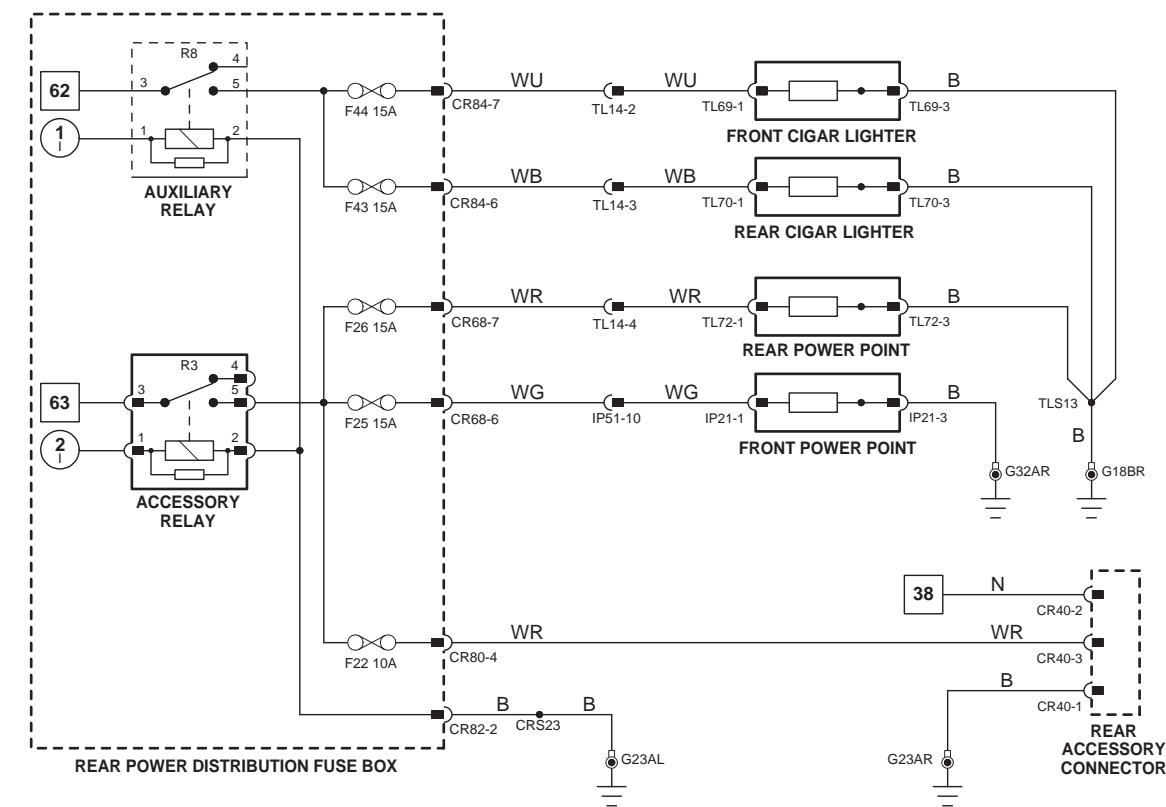 R8
4
3
5
62
1
I
1
2
AUXILIARY
RELAY
F44 15A
CR84-7
WU
TL14-2
WU
TL69-1
TL69-3
B
FRONT CIGAR LIGHTER
F43 15A
CR84-6
WB
TL14-3
WB
TL70-1
TL70-3
B
REAR CIGAR LIGHTER
F26 15A
CR68-7
WR
TL14-4
WR
TL72-1
TL72-3
B
REAR POWER POINT
R3
4
3
5
63
2
I
1
2
ACCESSORY
RELAY
F25 15A
CR68-6
WG
IP51-10
WG
IP21-1
IP21-3
B
FRONT POWER POINT
TLS13
B
G32AR
G18BR
38
N
CR40-2
F22 10A
CR80-4
WR
WR
CR40-3
B
CR40-1
CR82-2
B
CRS23
B
G23AL
G23AR
REAR
ACCESSORY
CONNECTOR
REAR POWER DISTRIBUTION FUSE BOX